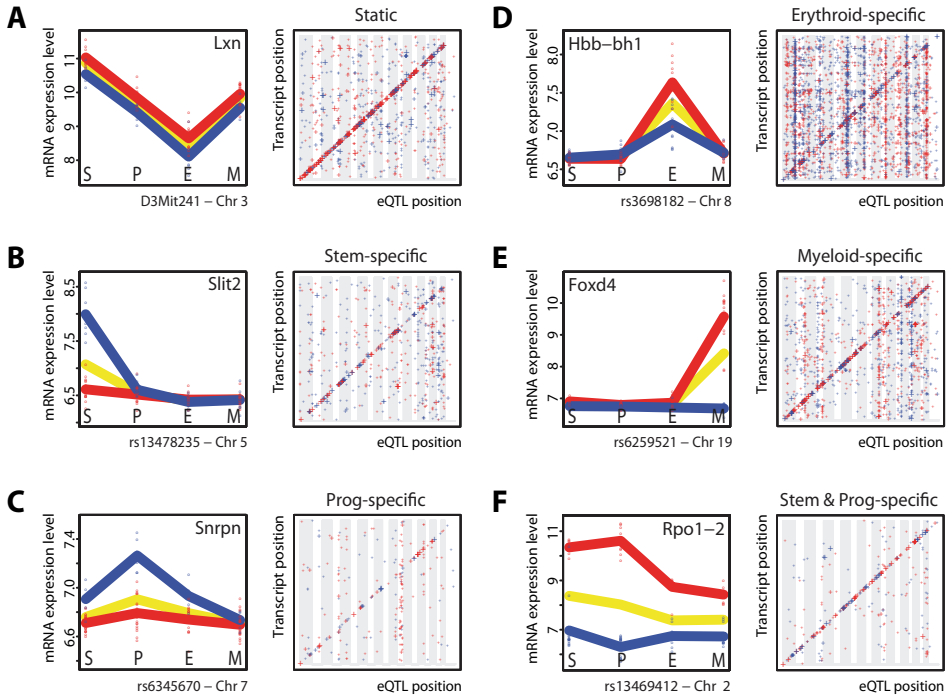 A
mRNA expression level
11
10
9
8
Lxn
S P E M
D3Mit241 – Chr 3
Static
Transcript position
eQTL position
B
mRNA expression level
8.5
7.5
6.5
Slit2
S P E M
rs13478235 – Chr 5
Stem-specific
Transcript position
eQTL position
C
mRNA expression level
7.4
7.0
6.6
Snrpn
S P E M
rs6345670 – Chr 7
Prog-specific
Transcript position
eQTL position
D
mRNA expression level
8.0
7.5
7.0
6.5
Hbb–bh1
S P E M
rs3698182 – Chr 8
Erythroid-specific
Transcript position
eQTL position
E
mRNA expression level
10
9
8
7
Foxd4
S P E M
rs6259521 – Chr 19
Myeloid-specific
Transcript position
eQTL position
F
mRNA expression level
11
9
8
7
Rpo1–2
S P E M
rs13469412 – Chr 2
Stem & Prog-specific
Transcript position
eQTL position